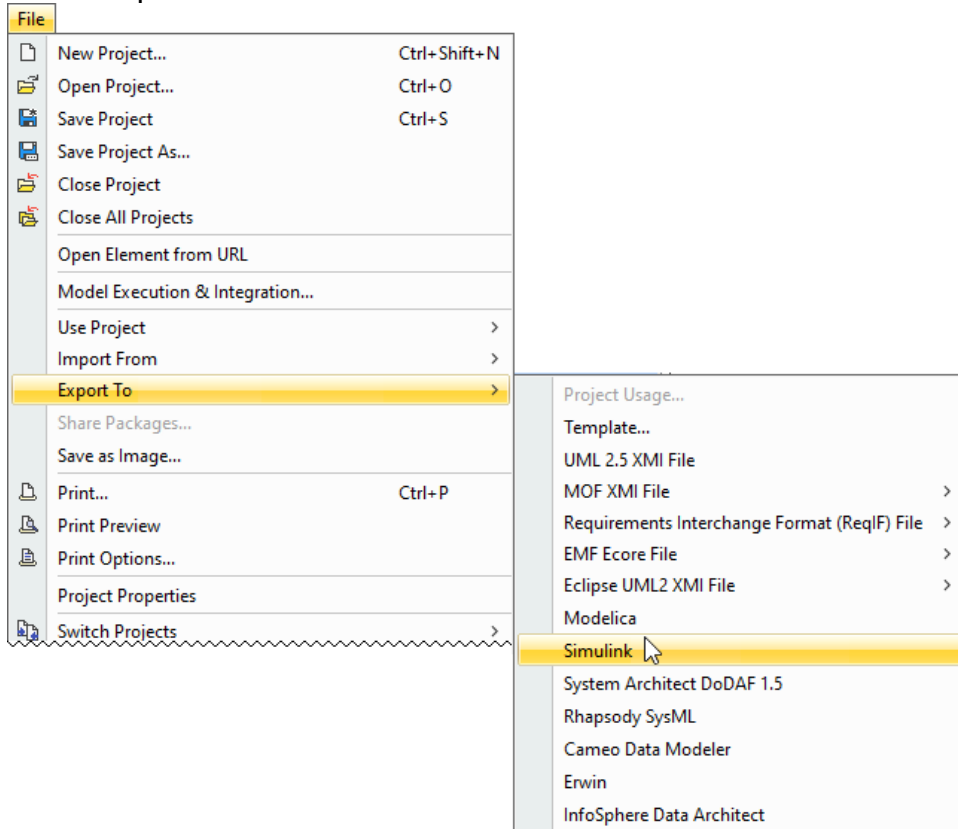 File
New Project... Ctrl+Shift+N
Open Project... Ctrl+O
Save Project Ctrl+S
Save Project As...
Close Project
Close All Projects
Open Element from URL
Model Execution & Integration...
Use Project >
Import From >
Export To >
Share Packages...
Save as Image...
Print... Ctrl+P
Print Preview
Print Options...
Project Properties
Switch Projects >
Project Usage...
Template...
UML 2.5 XMI File
MOF XMI File >
Requirements Interchange Format (ReqIF) File >
EMF Ecore File >
Eclipse UML2 XMI File >
Modelica
Simulink
System Architect DoDAF 1.5
Rhapsody SysML
Cameo Data Modeler
Erwin
InfoSphere Data Architect